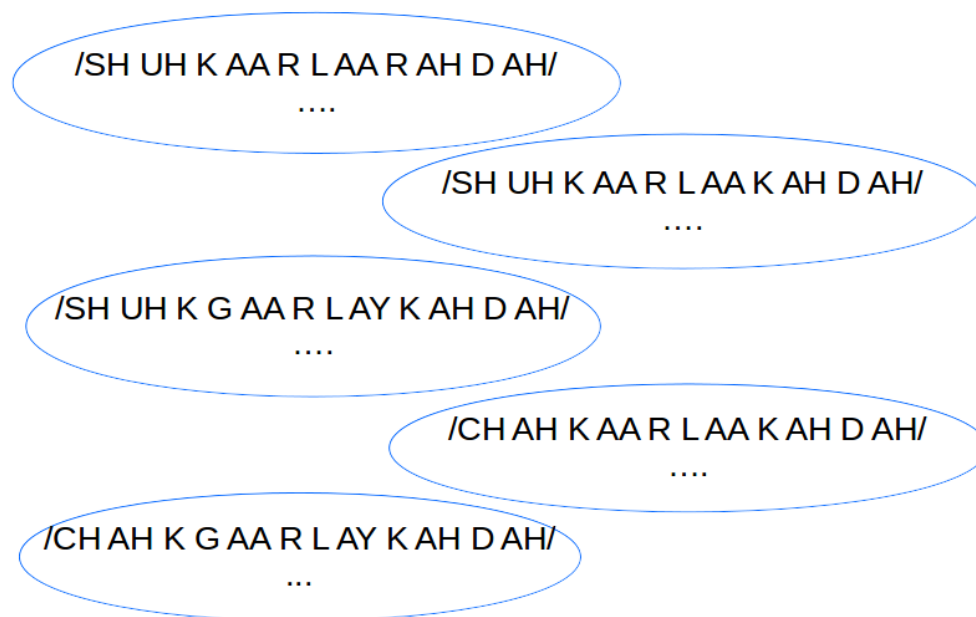 /SH UH K AA R L AA R AH D AH/
....
/SH UH K AA R L AA K AH D AH/
....
/SH UH K G AA R L AY K AH D AH/
....
/CH AH K AA R L AA K AH D AH/
....
/CH AH K G AA R L AY K AH D AH/
...